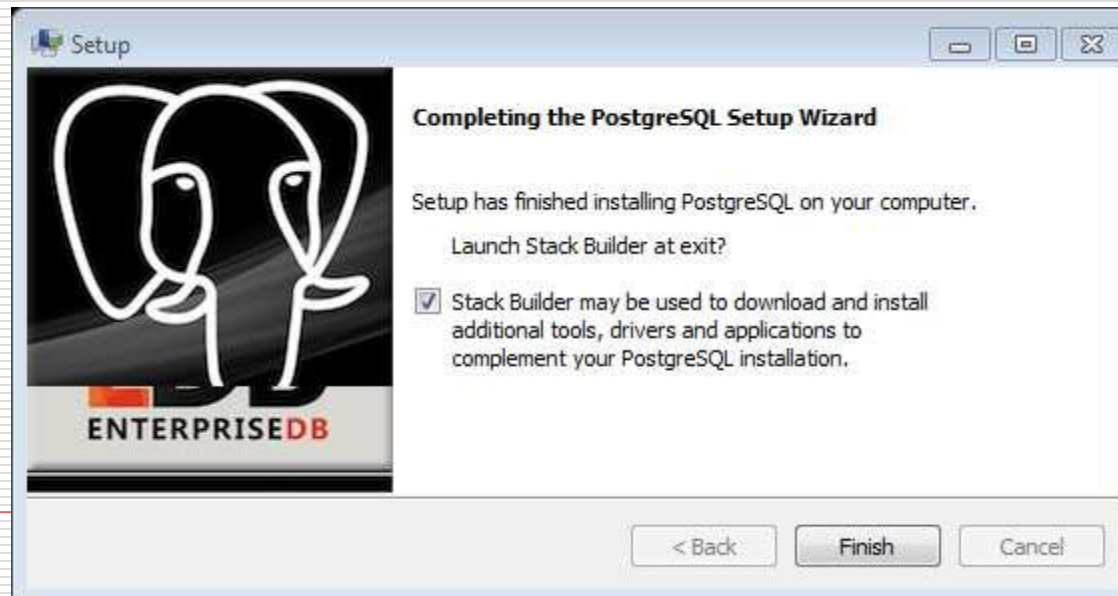 Setup
Completing the PostgreSQL Setup Wizard
Setup has finished installing PostgreSQL on your computer.
Launch Stack Builder at exit?
Stack Builder may be used to download and install
additional tools, drivers and applications to
complement your PostgreSQL installation.
ENTERPRISEDB
< Back
Finish
Cancel